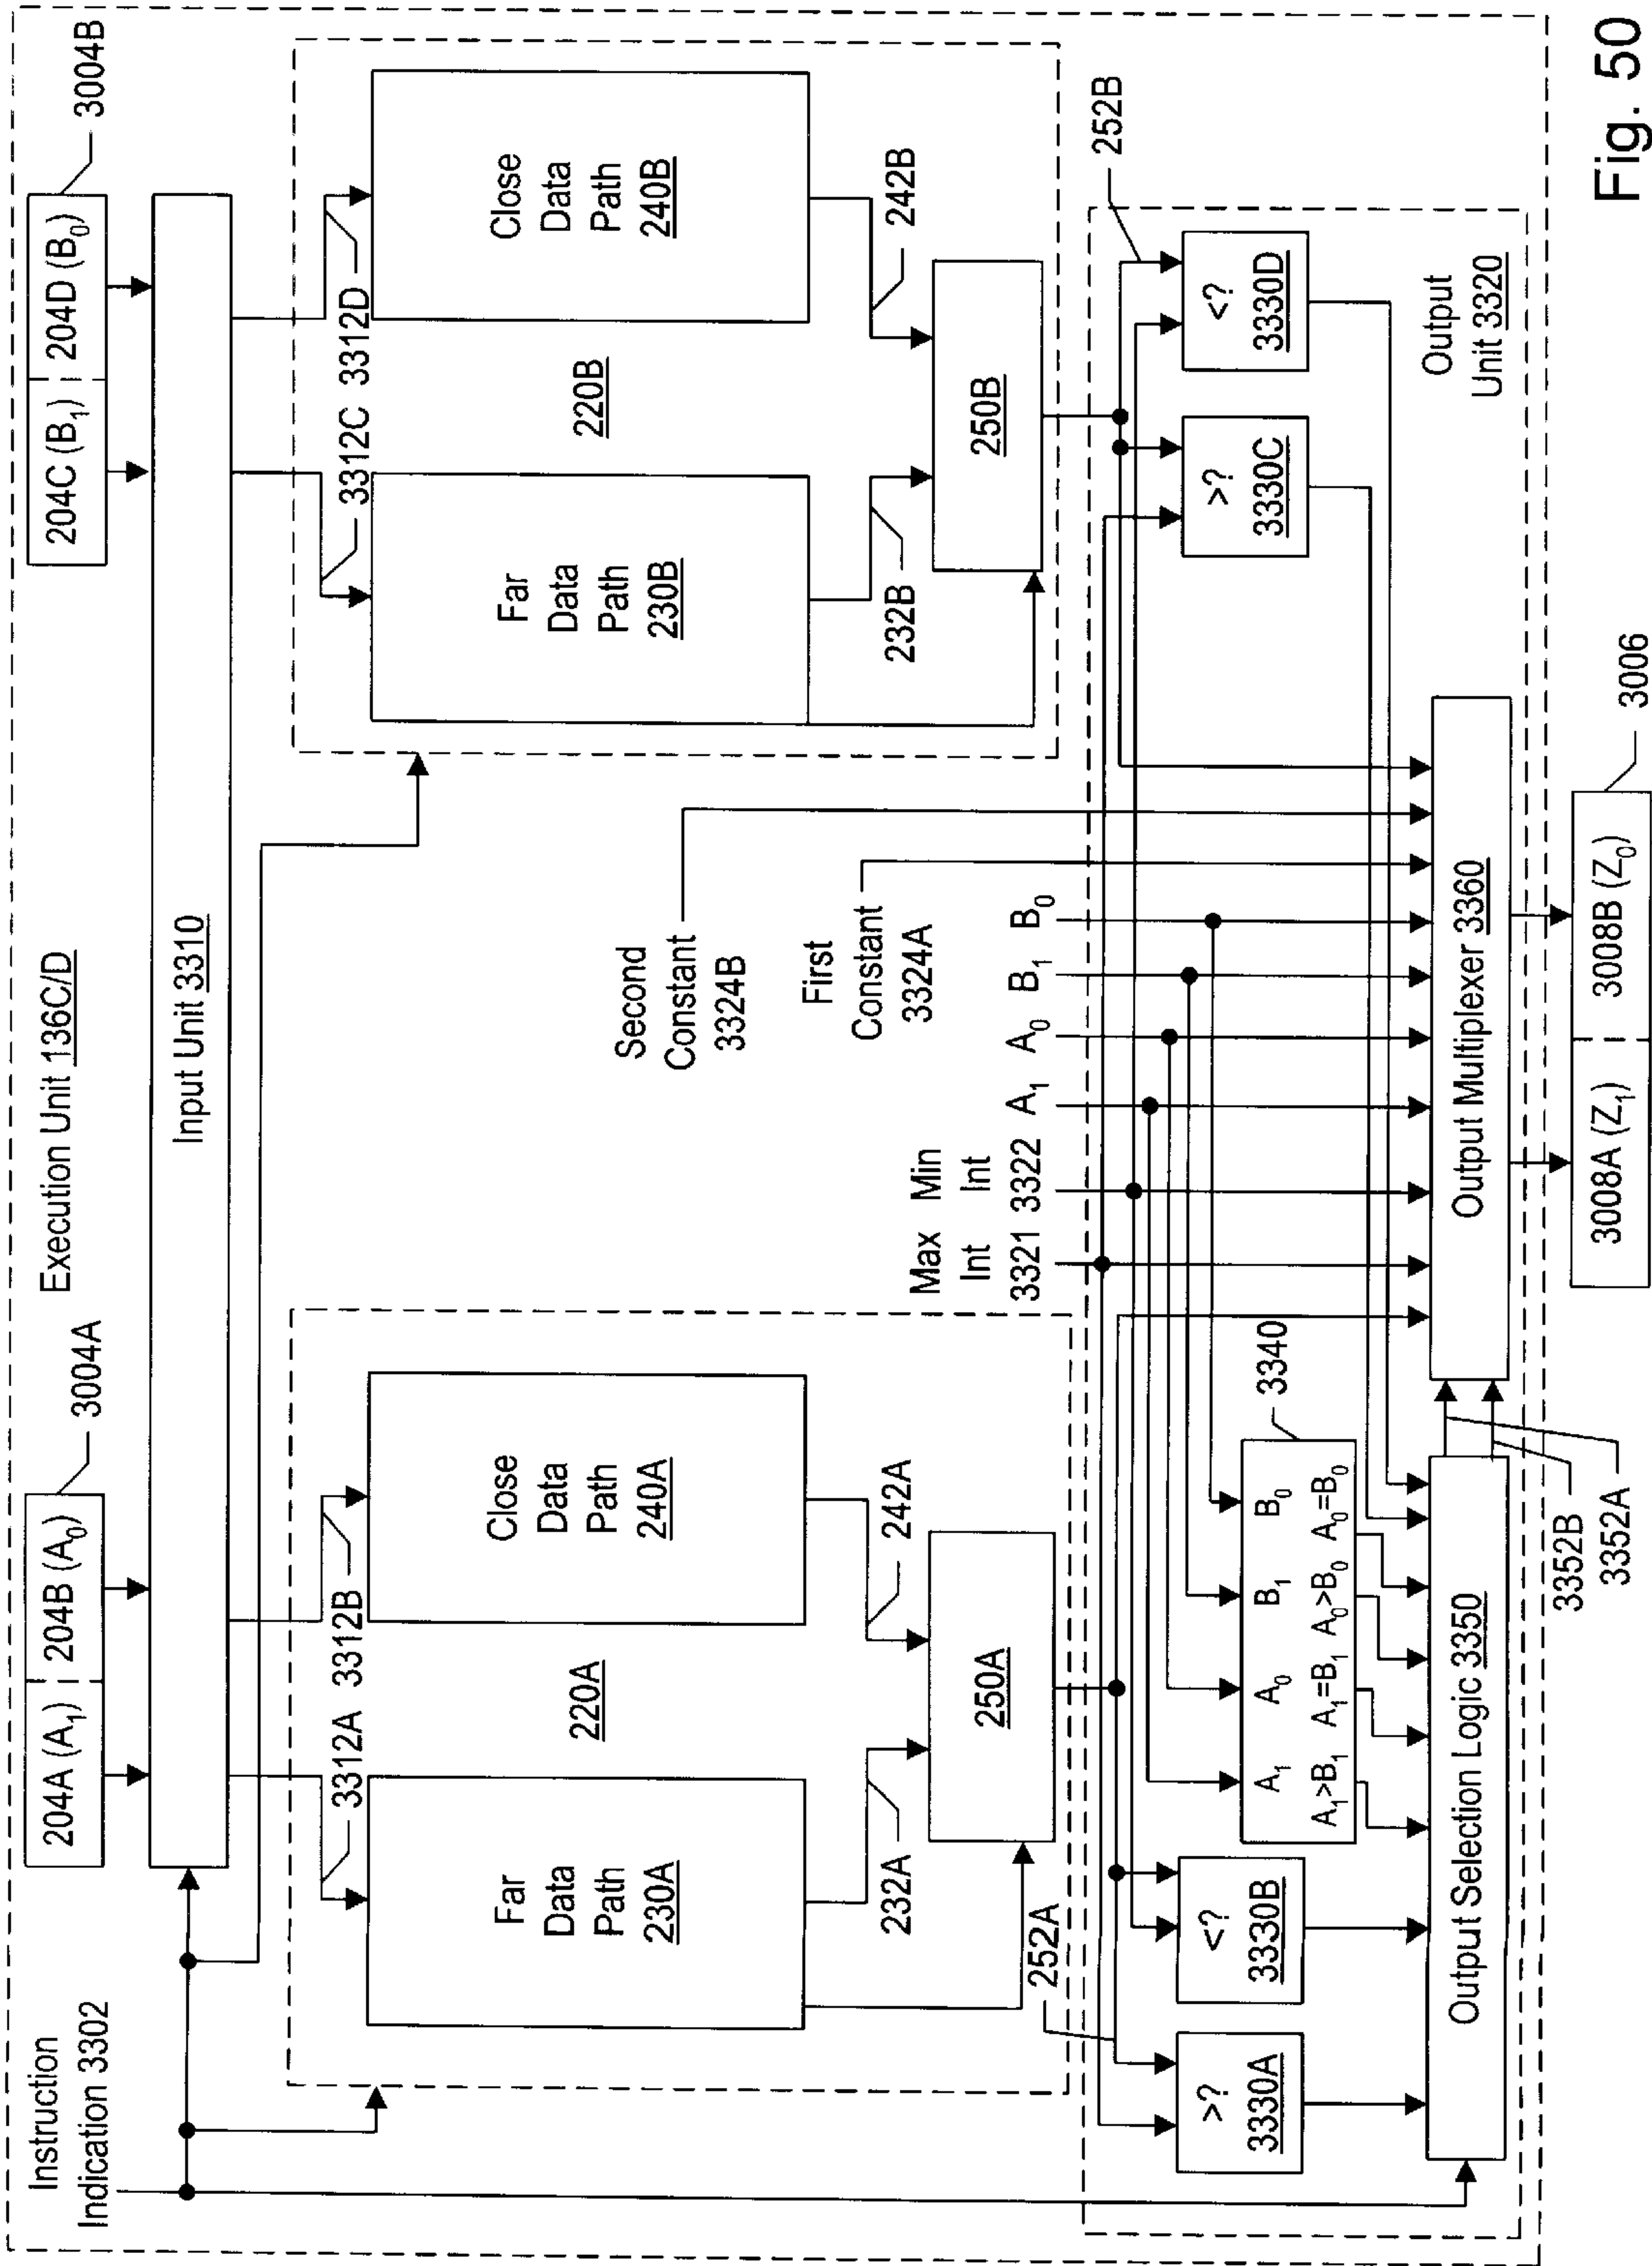 Instruction
Indication 3302
Execution Unit 136C/D
204A (A₁) 204B (A₀)
3004A
204C (B₁) 204D (B₀)
3004B
Input Unit 3310
3312A 3312B
Far
Data
Path
230A
220A
Close
Data
Path
240A
232A
242A
250A
3312C 3312D
Far
Data
Path
230B
220B
Close
Data
Path
240B
232B
242B
250B
Second
Constant
3324B
First
Constant
3324A
Max
Int
3321
Min
Int
3322
A₁
A₀
B₁
B₀
252A
252B
>?
3330A
<?
3330B
3340
A₁ A₀ B₁ B₀
A₁>B₁ A₁=B₁ A₀>B₀ A₀=B₀
>?
3330C
<?
3330D
Output
Unit 3320
Output Selection Logic 3350
Output Multiplexer 3360
3352B
3352A
3008A (Z₁) 3008B (Z₀)
3006
Fig. 50